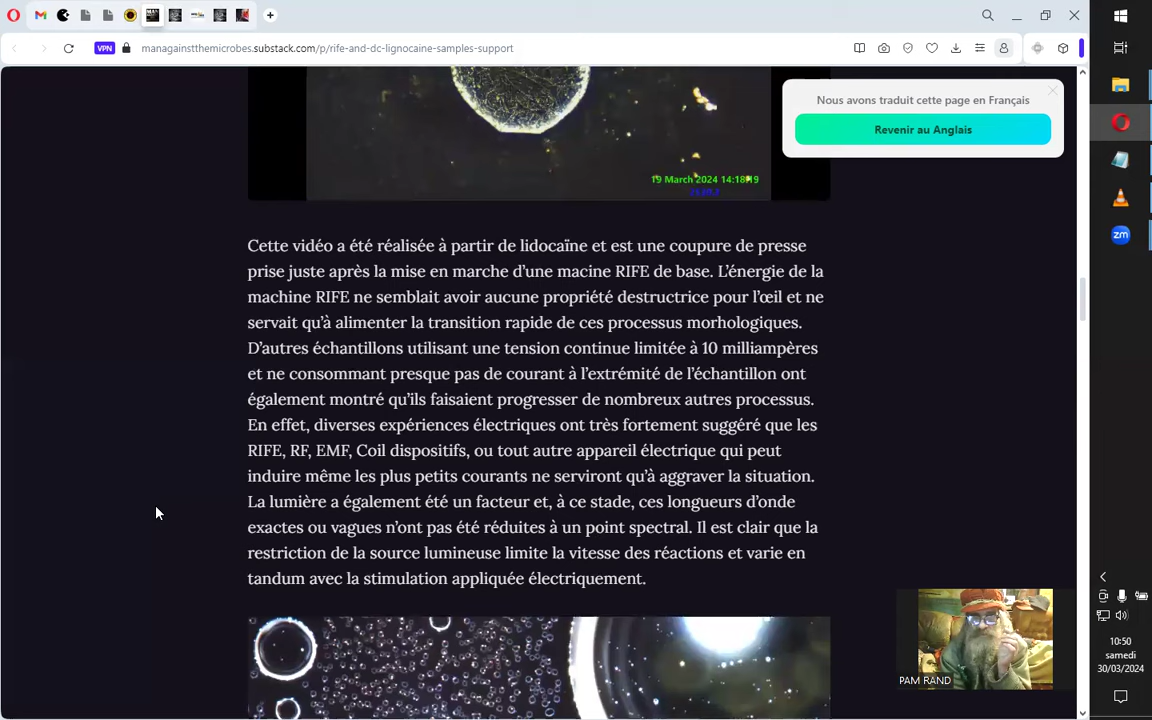 VPN
managainstthemicrobes.substack.com/p/rife-and-dc-lignocaine-samples-support
Nous avons traduit cette page en Français
Revenir au Anglais
19 March 2024 14:18:19
Cette vidéo a été réalisée à partir de lidocaïne et est une coupure de presse
prise juste après la mise en marche d’une macine RIFE de base. L’énergie de la
machine RIFE ne semblait avoir aucune propriété destructrice pour l’œil et ne
servait qu’à alimenter la transition rapide de ces processus morhologiques.
D’autres échantillons utilisant une tension continue limitée à 10 milliampères
et ne consommant presque pas de courant à l’extrémité de l’échantillon ont
également montré qu’ils faisaient progresser de nombreux autres processus.
En effet, diverses expériences électriques ont très fortement suggéré que les
RIFE, RF, EMF, Coil dispositifs, ou tout autre appareil électrique qui peut
induire même les plus petits courants ne serviront qu’à aggraver la situation.
La lumière a également été un facteur et, à ce stade, ces longueurs d’onde
exactes ou vagues n’ont pas été réduites à un point spectral. Il est clair que la
restriction de la source lumineuse limite la vitesse des réactions et varie en
tandum avec la stimulation appliquée électriquement.
PAM RAND
zm
10:50
samedi
30/03/2024